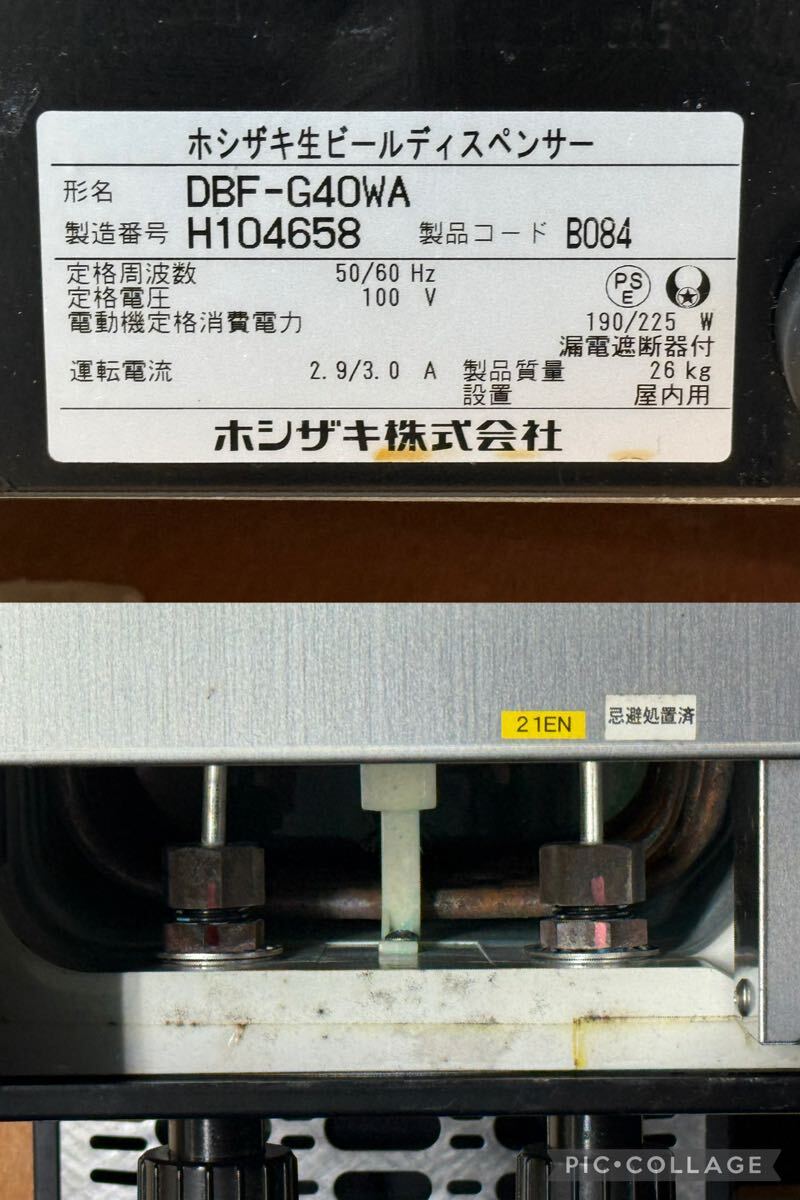 ホシザキ生ビールディスペンサー
形名 DBF-G40WA
製造番号 H104658 製品コード B084
定格周波数 50/60 Hz
定格電圧 100 V
電動機定格消費電力 190/225 W
漏電遮断器付
運転電流 2.9/3.0 A 製品質量 26 kg
設置 屋内用
PS
E
ホシザキ株式会社
21EN
忌避処置済
PIC•COLLAGE